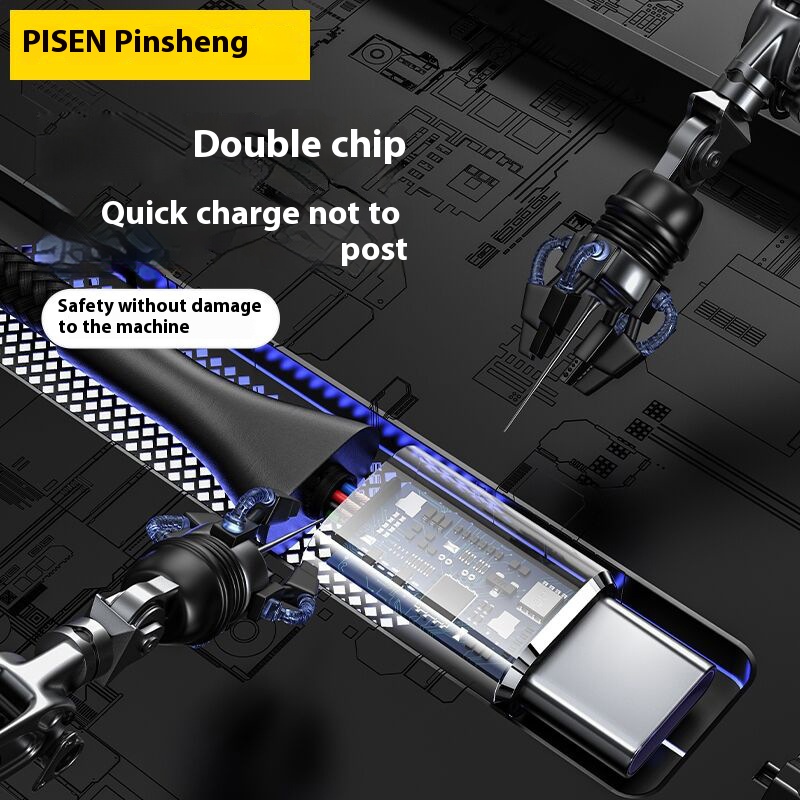 PISEN Pinsheng
Double chip
Quick charge not to
post
Safety without damage
to the machine